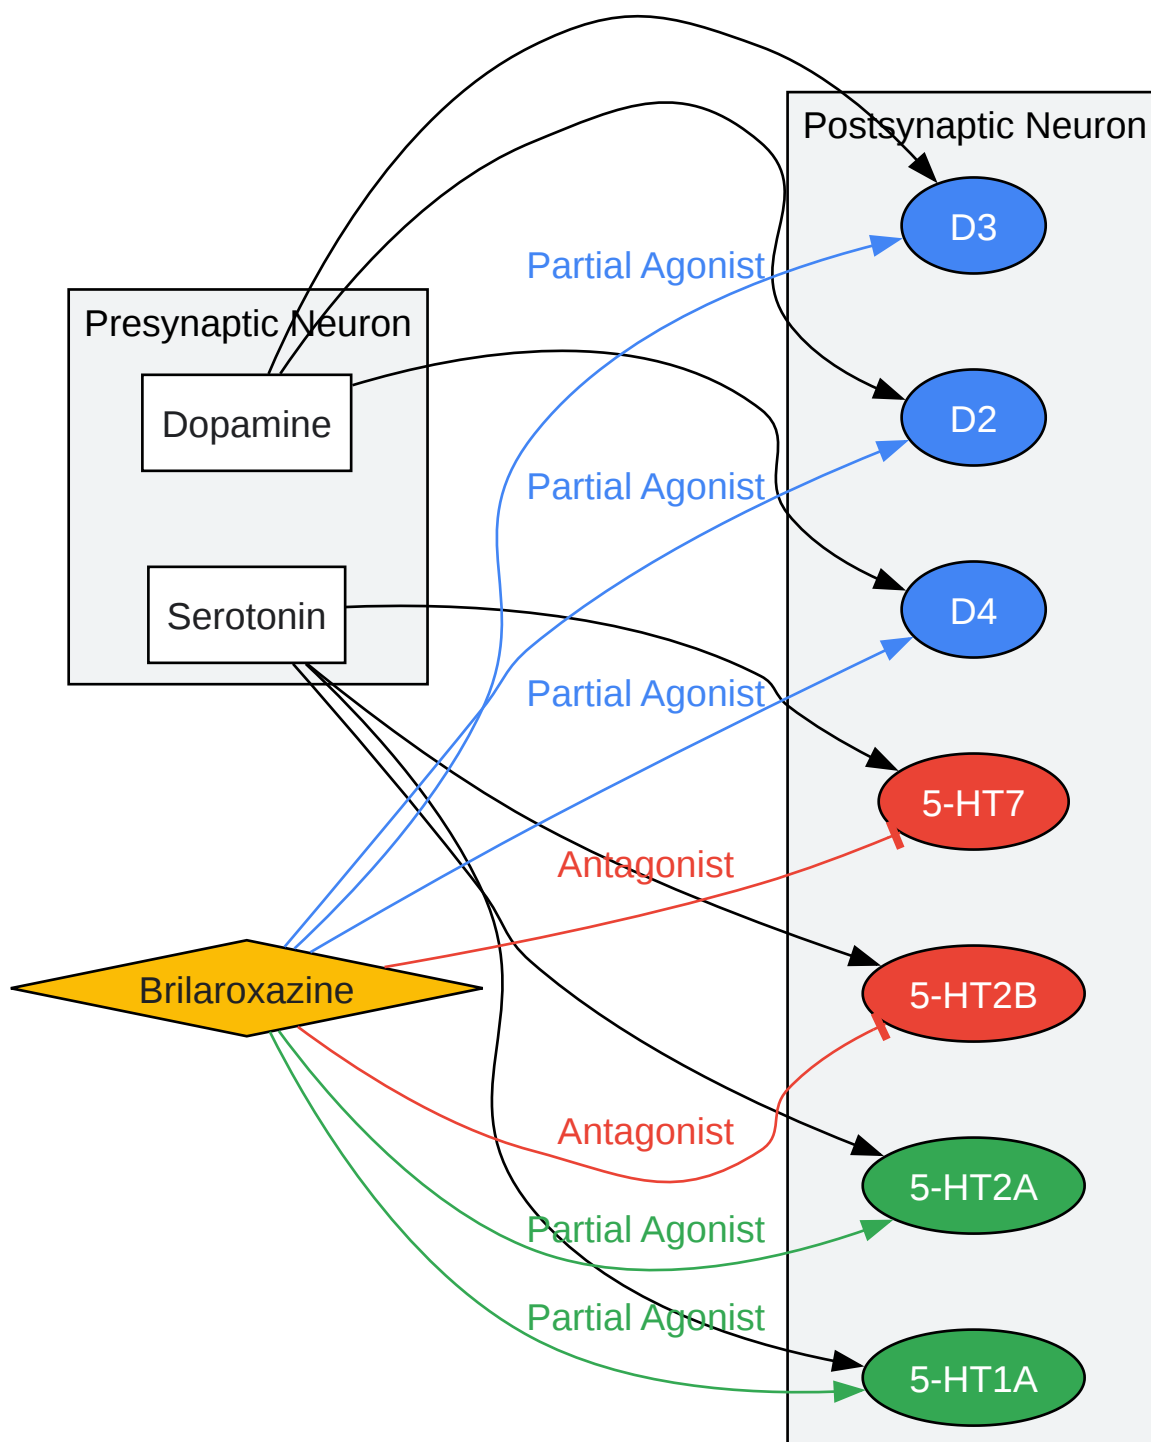 Postsynaptic Neuron
D3
Partial Agonist
Presynaptic Neuron
Dopamine
D2
Partial Agonist
Serotonin
D4
Partial Agonist
5-HT7
Antagonist
Brilaroxazine
5-HT2B
Antagonist
5-HT2A
Partial Agonist
Partial Agonist
5-HT1A